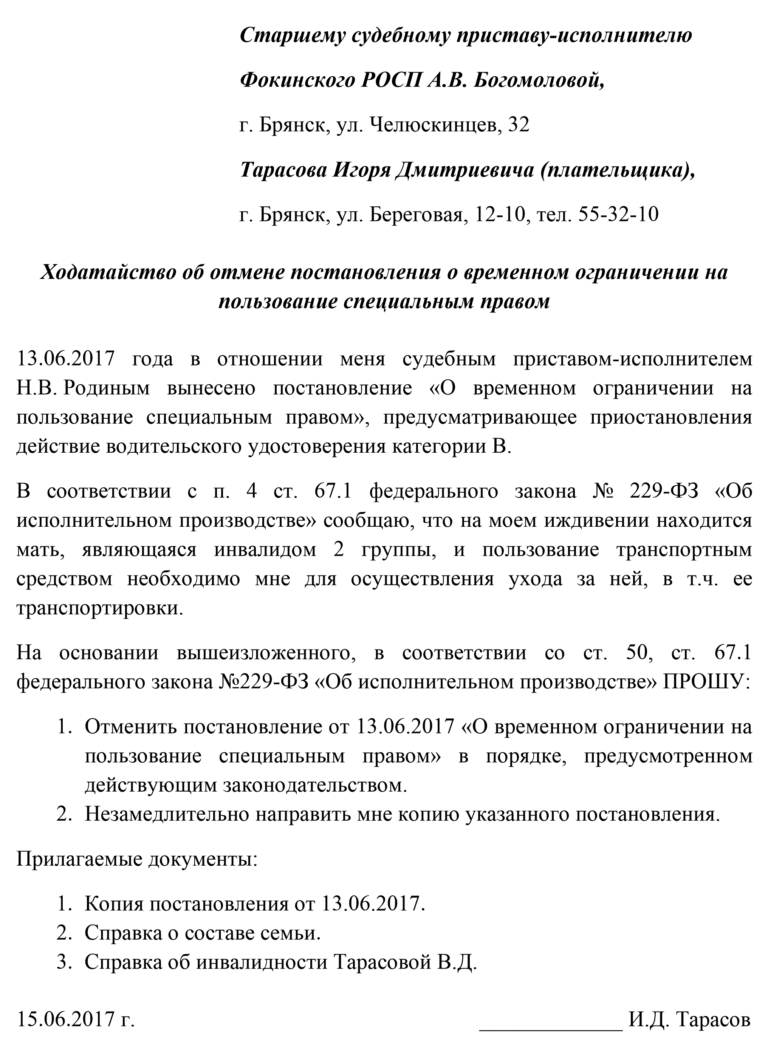 Старшему судебному приставу-исполнителю
Фокинского РОСП А.В. Богомоловой,
г. Брянск, ул. Челюскинцев, 32
Тарасова Игоря Дмитриевича (плательщика),
г. Брянск, ул. Береговая, 12-10, тел. 55-32-10
Ходатайство об отмене постановления о временном ограничении на
пользование специальным правом
13.06.2017 года в отношении меня судебным приставом-исполнителем
Н.В. Родиным вынесено постановление «О временном ограничении на
пользование специальным правом», предусматривающее приостановления
действие водительского удостоверения категории В.
В соответствии с п. 4 ст. 67.1 федерального закона № 229-ФЗ «Об
исполнительном производстве» сообщаю, что на моем иждивении находится
мать, являющаяся инвалидом 2 группы, и пользование транспортным
средством необходимо мне для осуществления ухода за ней, в т.ч. ее
транспортировки.
На основании вышеизложенного, в соответствии со ст. 50, ст. 67.1
федерального закона №229-ФЗ «Об исполнительном производстве» ПРОШУ:
1. Отменить постановление от 13.06.2017 «О временном ограничении на
пользование специальным правом» в порядке, предусмотренном
действующим законодательством.
2. Незамедлительно направить мне копию указанного постановления.
Прилагаемые документы:
1. Копия постановления от 13.06.2017.
2. Справка о составе семьи.
3. Справка об инвалидности Тарасовой В.Д.
15.06.2017 г. _____________ И.Д. Тарасов